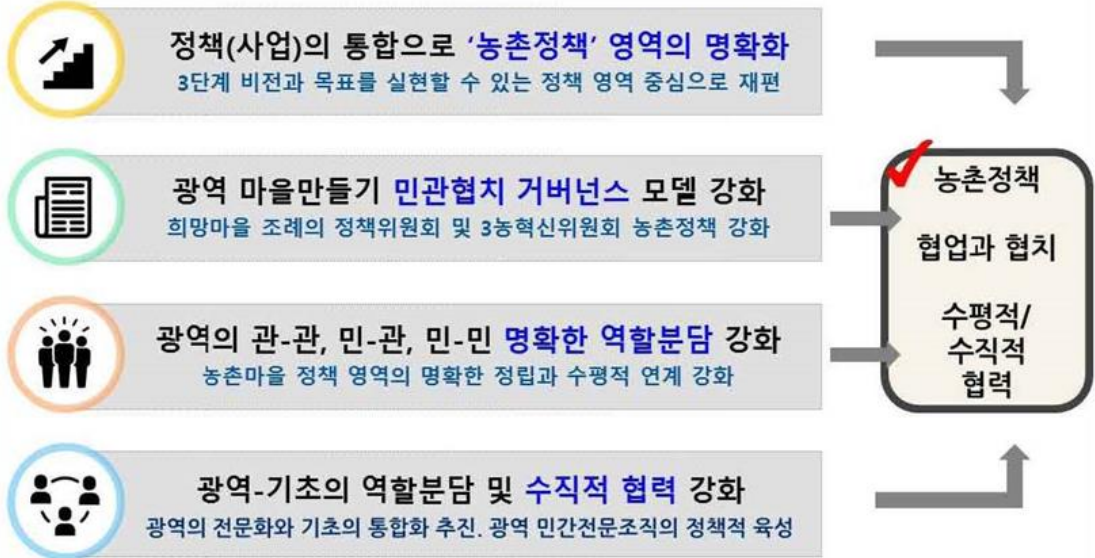 정책(사업)의 통합으로 ‘농촌정책’ 영역의 명확화
3단계 비전과 목표를 실현할 수 있는 정책 영역 중심으로 재편
광역 마을만들기 민관협치 거버넌스 모델 강화
희망마을 조례의 정책위원회 및 3농혁신위원회 농촌정책 강화
광역의 관-관, 민-관, 민-민 명확한 역할분담 강화
농촌마을 정책 영역의 명확한 정립과 수평적 연계 강화
광역-기초의 역할분담 및 수직적 협력 강화
광역의 전문화와 기초의 통합화 추진. 광역 민간전문조직의 정책적 육성
농촌정책
협업과 협치
수평적/
수직적
협력